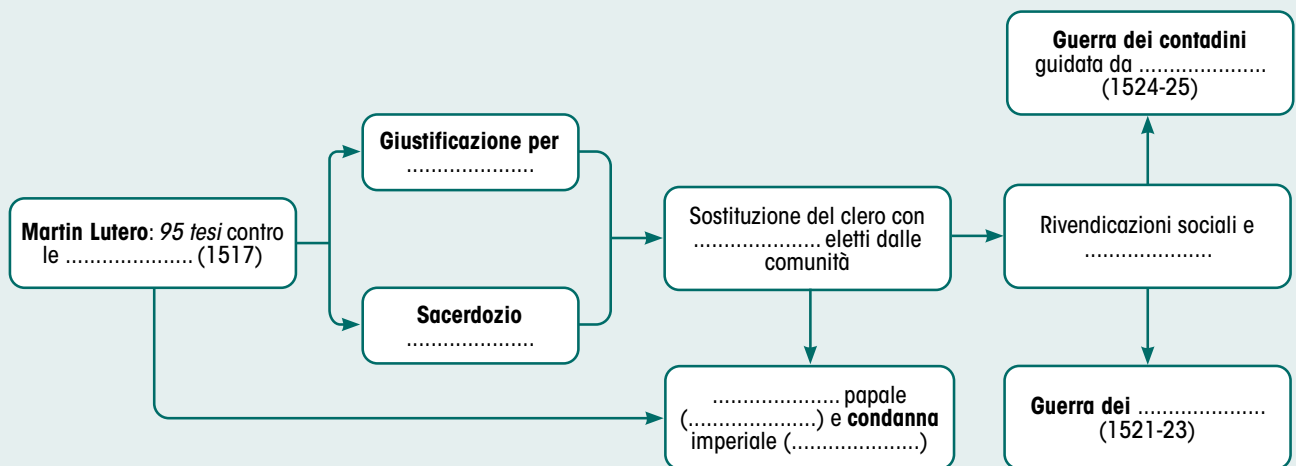 Martin Lutero: 95 tesi contro
le ..................... (1517)
Giustificazione per
.....................
Sacerdozio
.....................
Sostituzione del clero con
..................... eletti dalle
comunità
..................... papale
(.....................) e condanna
imperiale (.....................)
Rivendicazioni sociali e
.....................
Guerra dei contadini
guidata da .....................
(1524-25)
Guerra dei .....................
(1521-23)